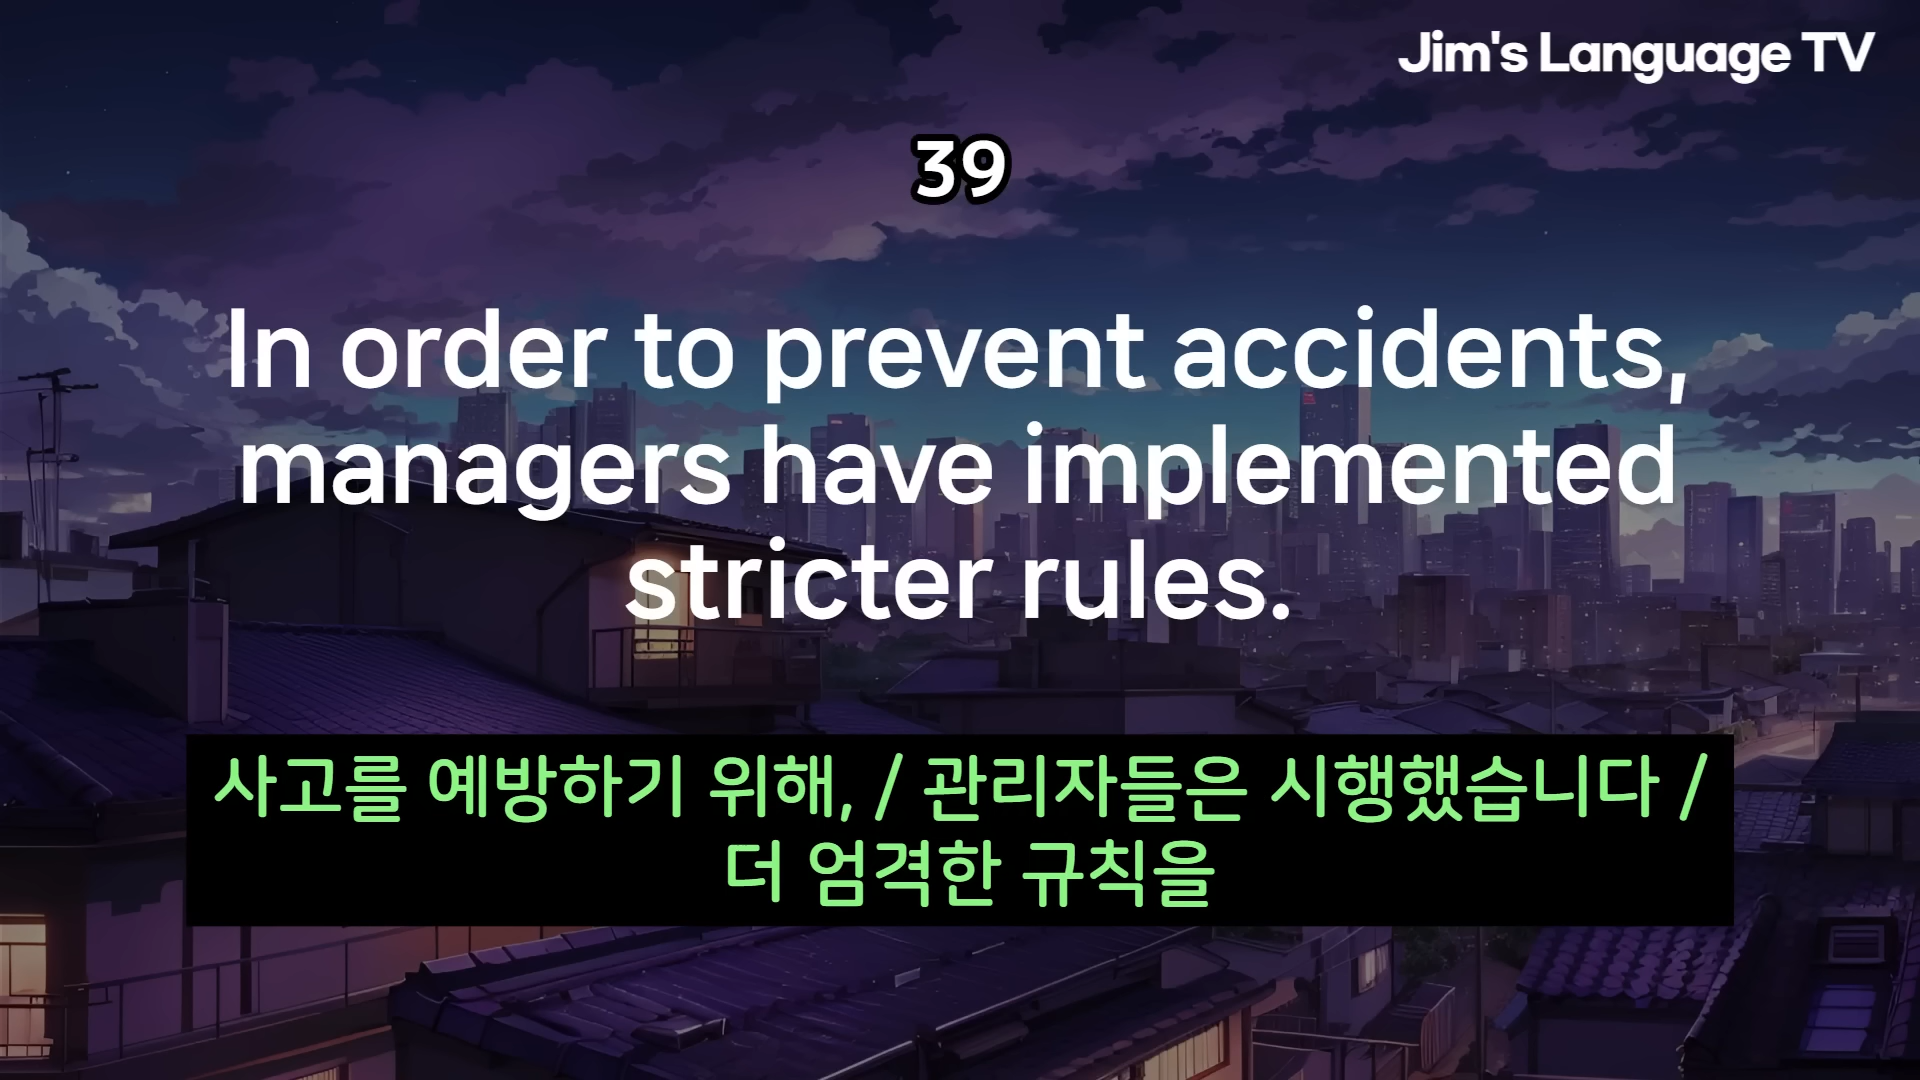 Jim's Language TV
39
In order to prevent accidents,
managers have implemented
stricter rules.
사고를 예방하기 위해, / 관리자들은 시행했습니다 /
더 엄격한 규칙을